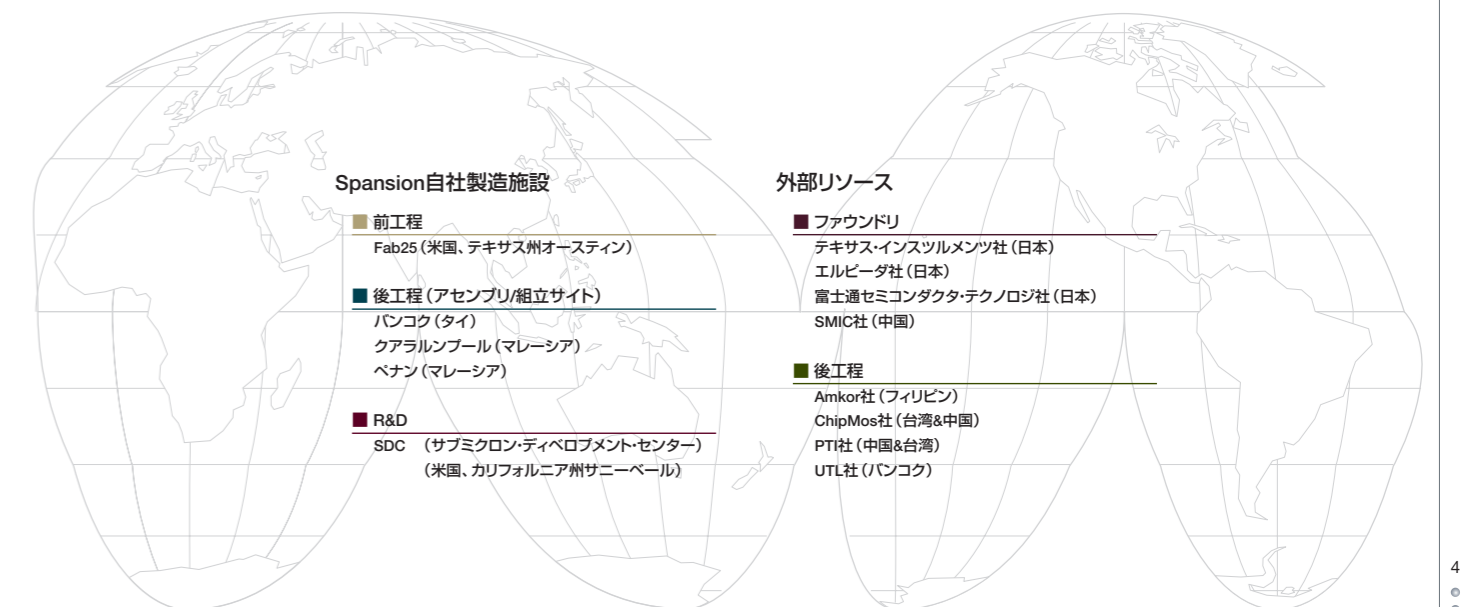 Spansion自社製造施設
■ 前工程
Fab25（米国、テキサス州オースティン）
■ 後工程（アセンブリ/組立サイト）
バンコク（タイ）
クアラルンプール（マレーシア）
ペナン（マレーシア）
■ R&D
SDC （サブミクロン・ディベロプメント・センター）
（米国、カリフォルニア州サニーベール）
外部リソース
■ ファウンドリ
テキサス・インスツルメンツ社（日本）
エルピーダ社（日本）
富士通セミコンダクタ・テクノロジ社（日本）
SMIC社（中国）
■ 後工程
Amkor社（フィリピン）
ChipMos社（台湾&中国）
PTI社（中国&台湾）
UTL社（バンコク）
4